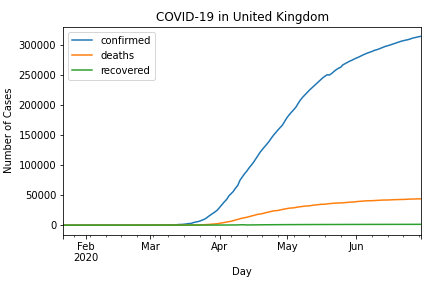 COVID-19 in United Kingdom
confirmed
deaths
recovered
300000
250000
200000
150000
100000
50000
0
Number of Cases
Feb
2020
Mar
Apr
May
Jun
Day